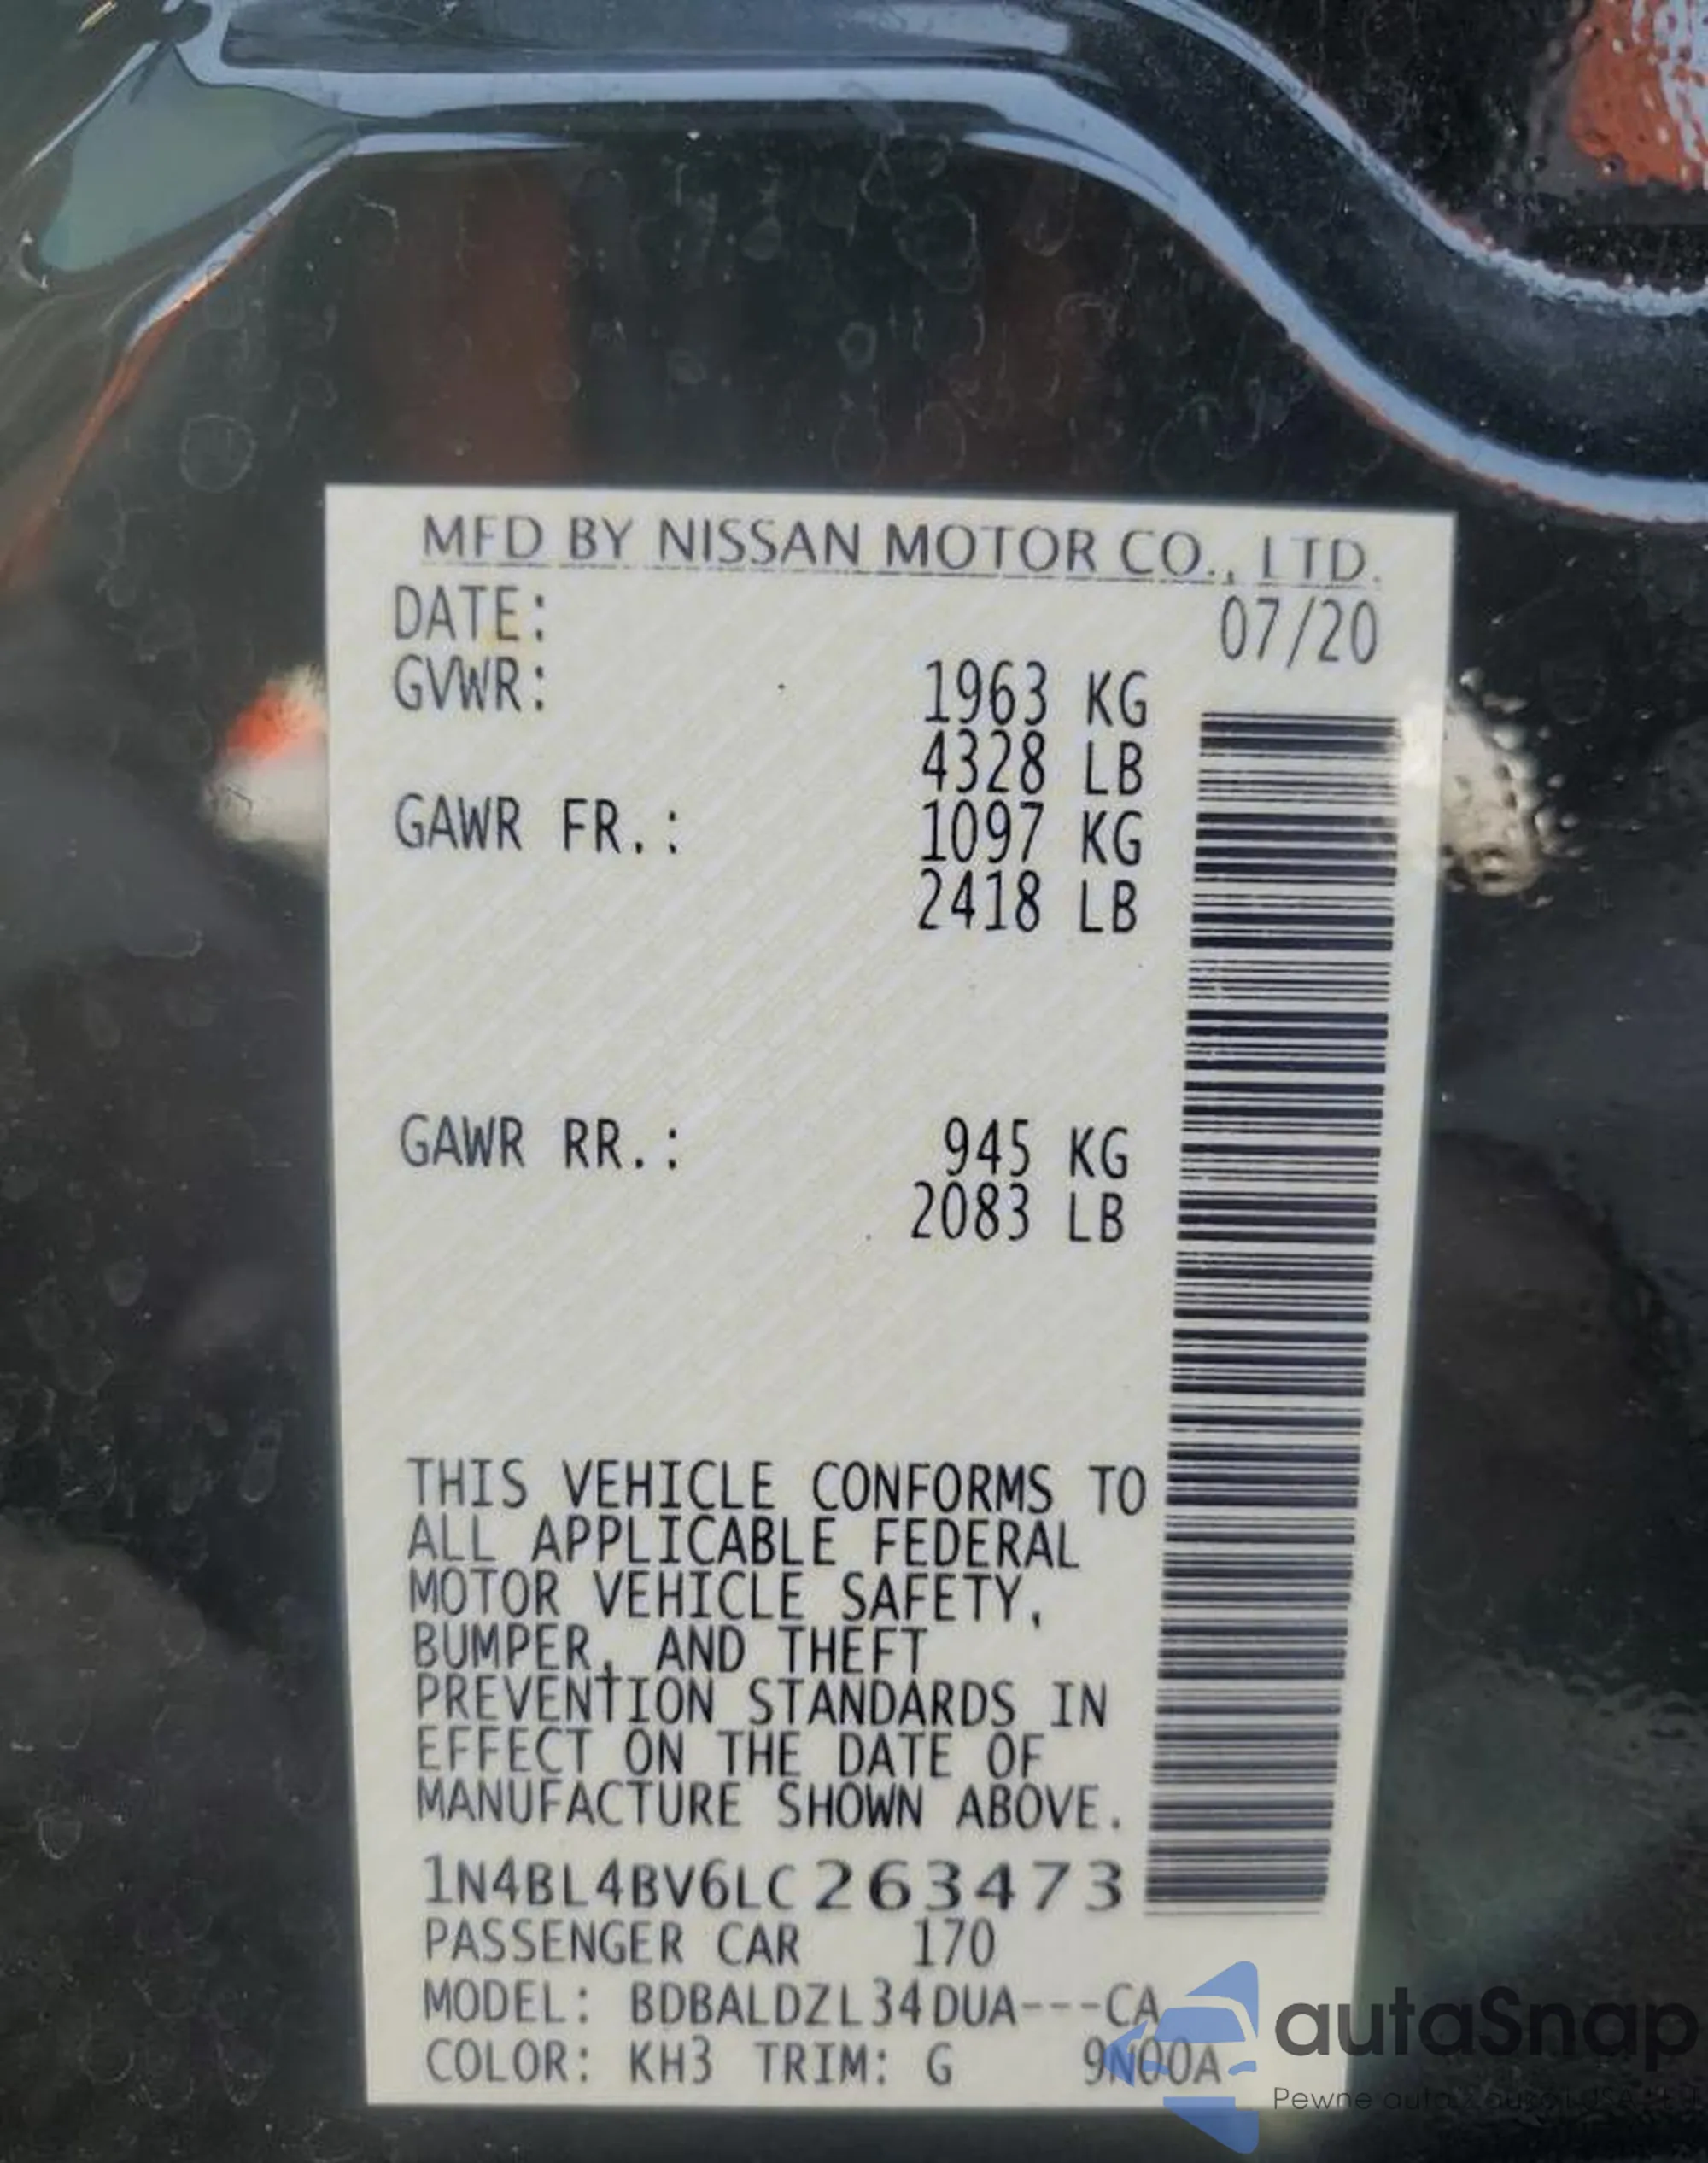 MFD BY NISSAN MOTOR CO., LTD.
DATE: 07/20
GVWR: 1963 KG
4328 LB
GAWR FR.: 1097 KG
2418 LB
GAWR RR.: 945 KG
2083 LB
THIS VEHICLE CONFORMS TO
ALL APPLICABLE FEDERAL
MOTOR VEHICLE SAFETY,
BUMPER, AND THEFT
PREVENTION STANDARDS IN
EFFECT ON THE DATE OF
MANUFACTURE SHOWN ABOVE.
1N4BL4BV6LC263473
PASSENGER CAR 170
MODEL: BDBALDZL34DUA---CA
COLOR: KH3 TRIM: G 9N00A
autaSnap
Pewne auta z